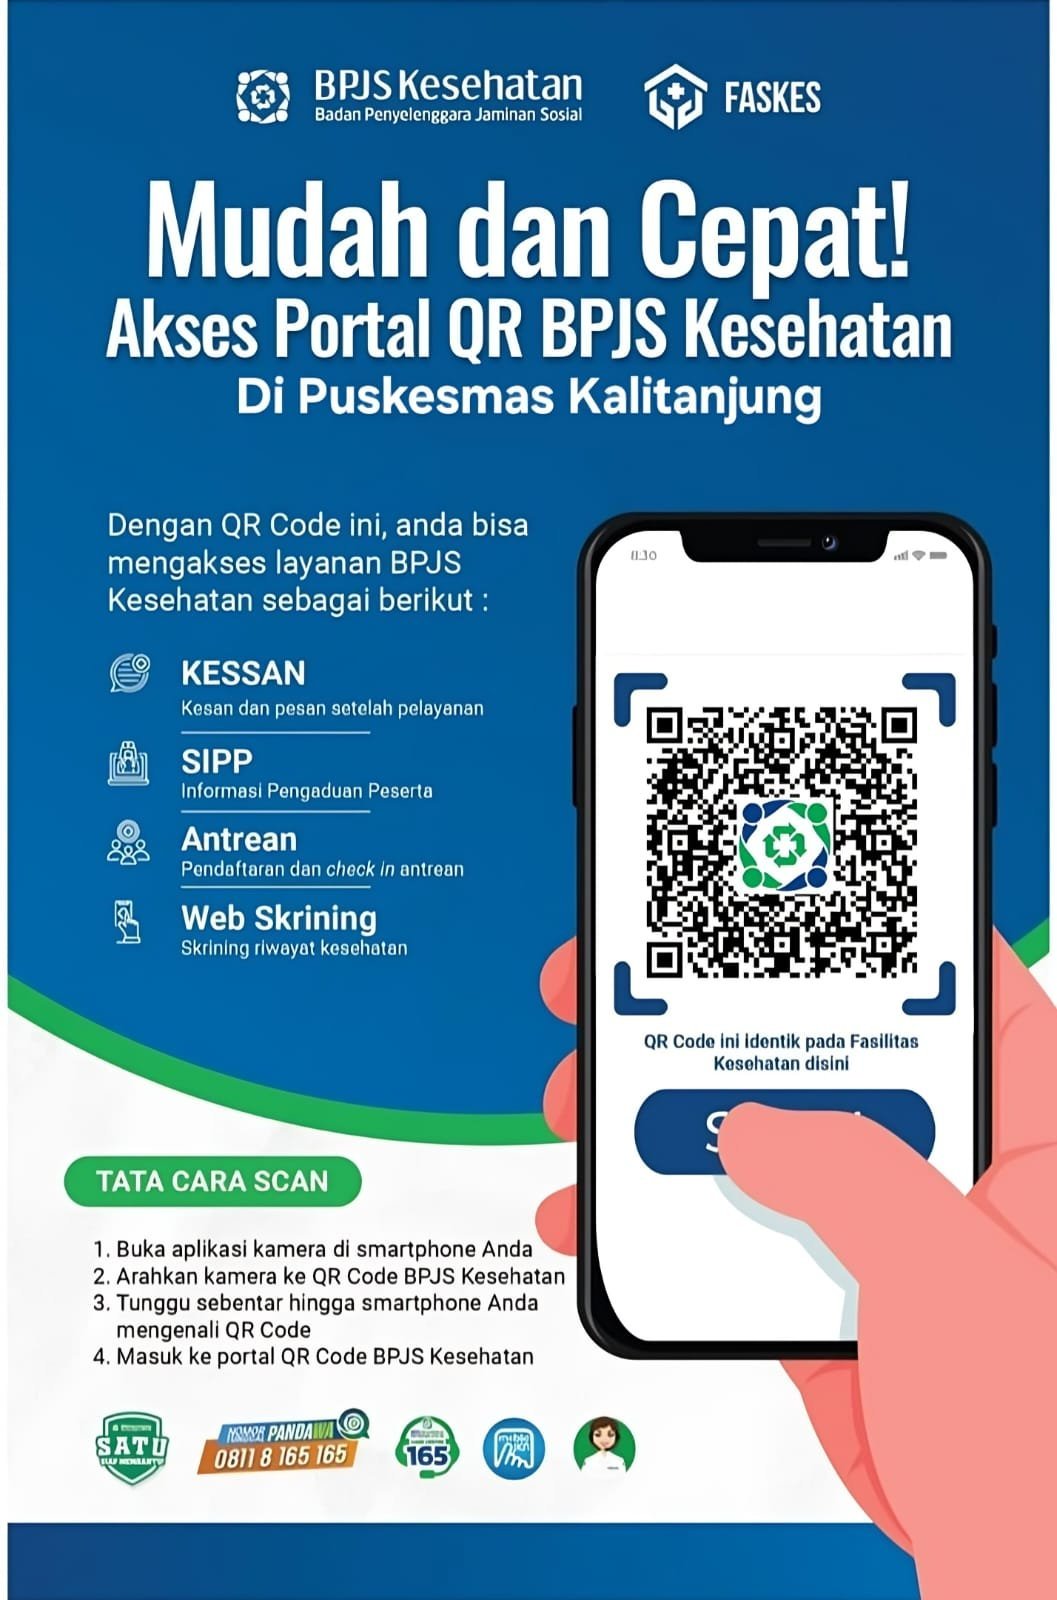 BPJS Kesehatan
Badan Penyelenggara Jaminan Sosial
FASKES
Mudah dan Cepat!
Akses Portal QR BPJS Kesehatan
Di Puskesmas Kalitanjung
Dengan QR Code ini, anda bisa
mengakses layanan BPJS
Kesehatan sebagai berikut :
KESSAN
Kesan dan pesan setelah pelayanan
SIPP
Informasi Pengaduan Peserta
Antrean
Pendaftaran dan check in antrean
Web Skrining
Skrining riwayat kesehatan
QR Code ini identik pada Fasilitas
Kesehatan disini
TATA CARA SCAN
1. Buka aplikasi kamera di smartphone Anda
2. Arahkan kamera ke QR Code BPJS Kesehatan
3. Tunggu sebentar hingga smartphone Anda
mengenali QR Code
4. Masuk ke portal QR Code BPJS Kesehatan
SATU
SIAP MEMBANTU
NOMOR PANDAWA
0811 8 165 165
165